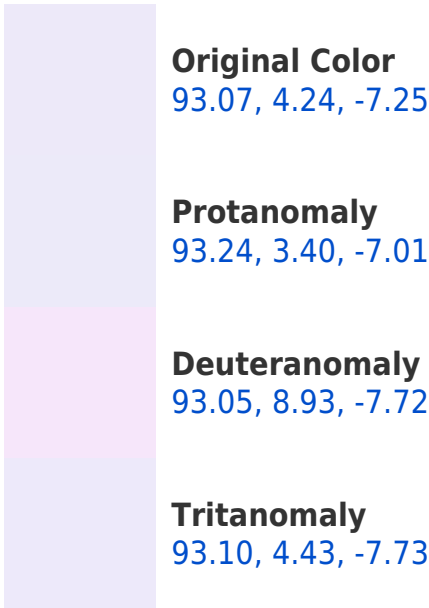 Original Color
93.07, 4.24, -7.25
Protanomaly
93.24, 3.40, -7.01
Deuteranomaly
93.05, 8.93, -7.72
Tritanomaly
93.10, 4.43, -7.73